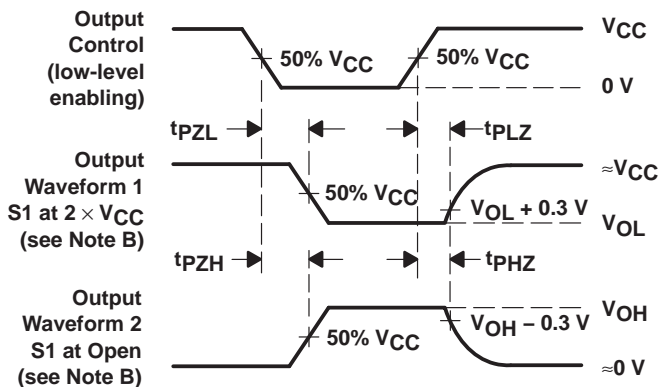 Output
Control
(low-level
enabling)
50% VCC
50% VCC
VCC
0 V
tPZL
tPLZ
Output
Waveform 1
S1 at 2 × VCC
(see Note B)
50% VCC
VOL + 0.3 V
≈VCC
VOL
tPZH
tPHZ
Output
Waveform 2
S1 at Open
(see Note B)
50% VCC
VOH − 0.3 V
VOH
≈0 V